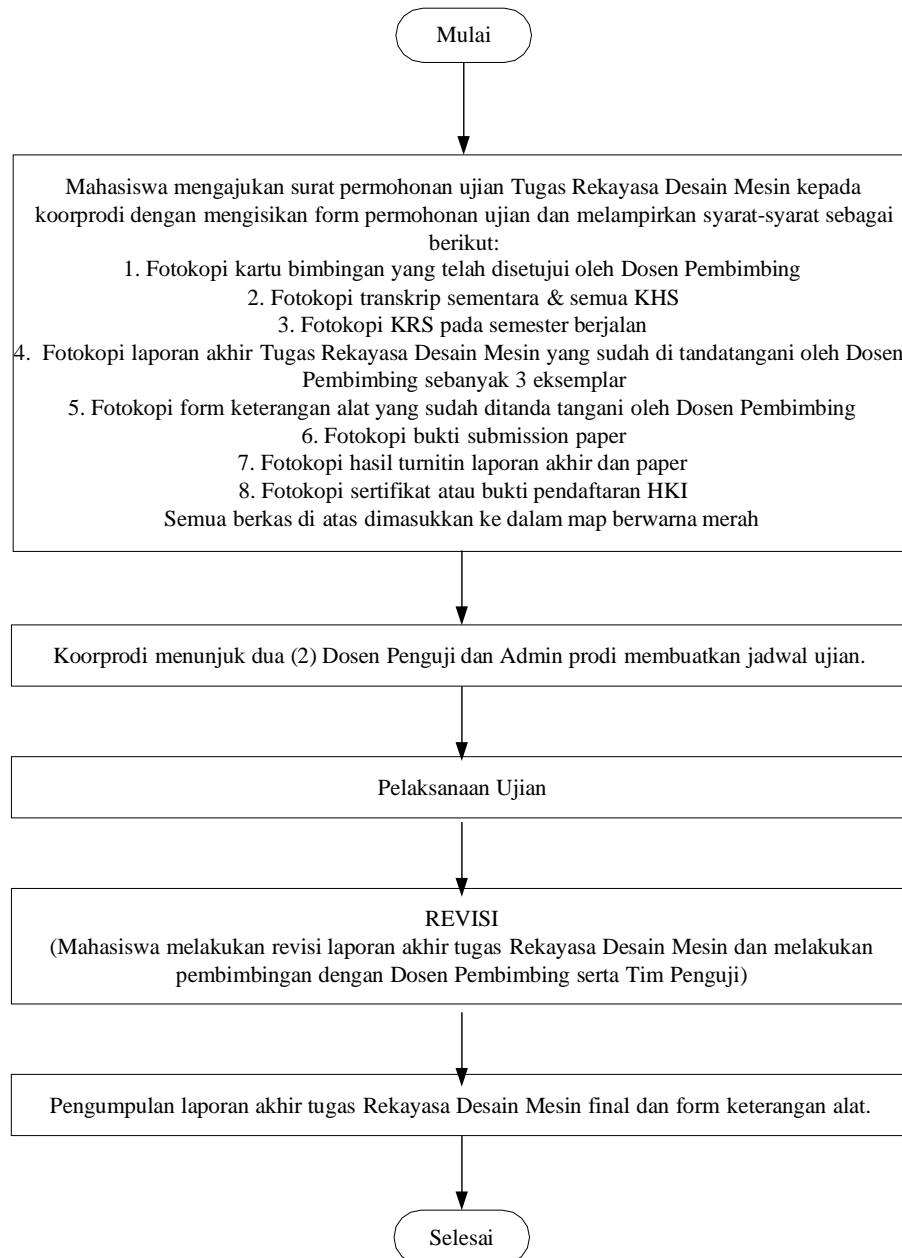 Mulai
Mahasiswa mengajukan surat permohonan ujian Tugas Rekayasa Desain Mesin kepada
koorprodi dengan mengisikan form permohonan ujian dan melampirkan syarat-syarat sebagai
berikut:
1. Fotokopi kartu bimbingan yang telah disetujui oleh Dosen Pembimbing
2. Fotokopi transkrip sementara & semua KHS
3. Fotokopi KRS pada semester berjalan
4. Fotokopi laporan akhir Tugas Rekayasa Desain Mesin yang sudah di tandatangani oleh Dosen
Pembimbing sebanyak 3 eksemplar
5. Fotokopi form keterangan alat yang sudah ditanda tangani oleh Dosen Pembimbing
6. Fotokopi bukti submission paper
7. Fotokopi hasil turnitin laporan akhir dan paper
8. Fotokopi sertifikat atau bukti pendaftaran HKI
Semua berkas di atas dimasukkan ke dalam map berwarna merah
Koorprodi menunjuk dua (2) Dosen Penguji dan Admin prodi membuatkan jadwal ujian.
Pelaksanaan Ujian
REVISI
(Mahasiswa melakukan revisi laporan akhir tugas Rekayasa Desain Mesin dan melakukan
pembimbingan dengan Dosen Pembimbing serta Tim Penguji)
Pengumpulan laporan akhir tugas Rekayasa Desain Mesin final dan form keterangan alat.
Selesai